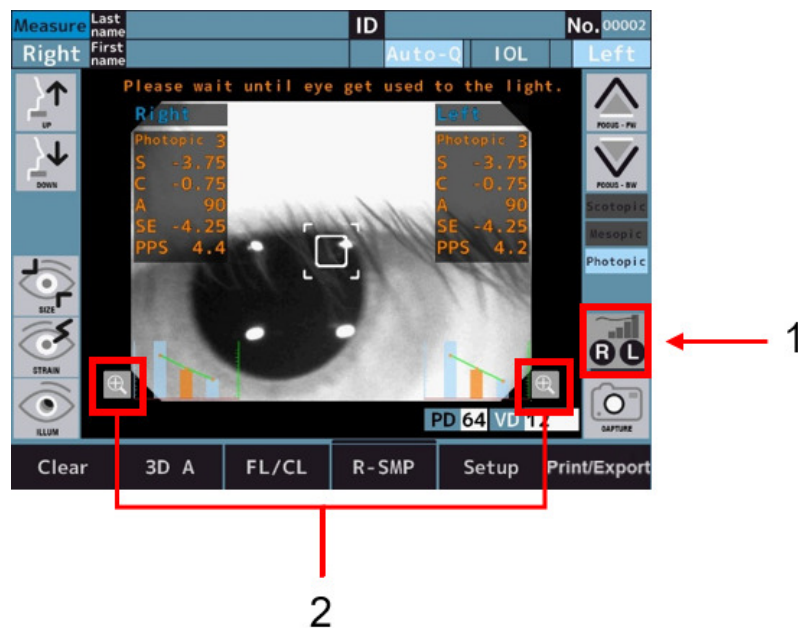 Measure Last name ID No. 00002
Right First name Auto-Q IOL Left
Please wait until eye get used to the light.
UP
DOWN
SIZE
STRAIN
ILLUM
Right
Photopic 3
S -3.75
C -0.75
A 90
SE -4.25
PPS 4.4
Left
Photopic 3
S -3.75
C -0.75
A 90
SE -4.25
PPS 4.2
FOCUS - FW
FOCUS - BW
Scotopic
Mesopic
Photopic
R L
1
CAPTURE
PD 64 VD 12
Clear 3D A FL/CL R-SMP Setup Print/Export
2